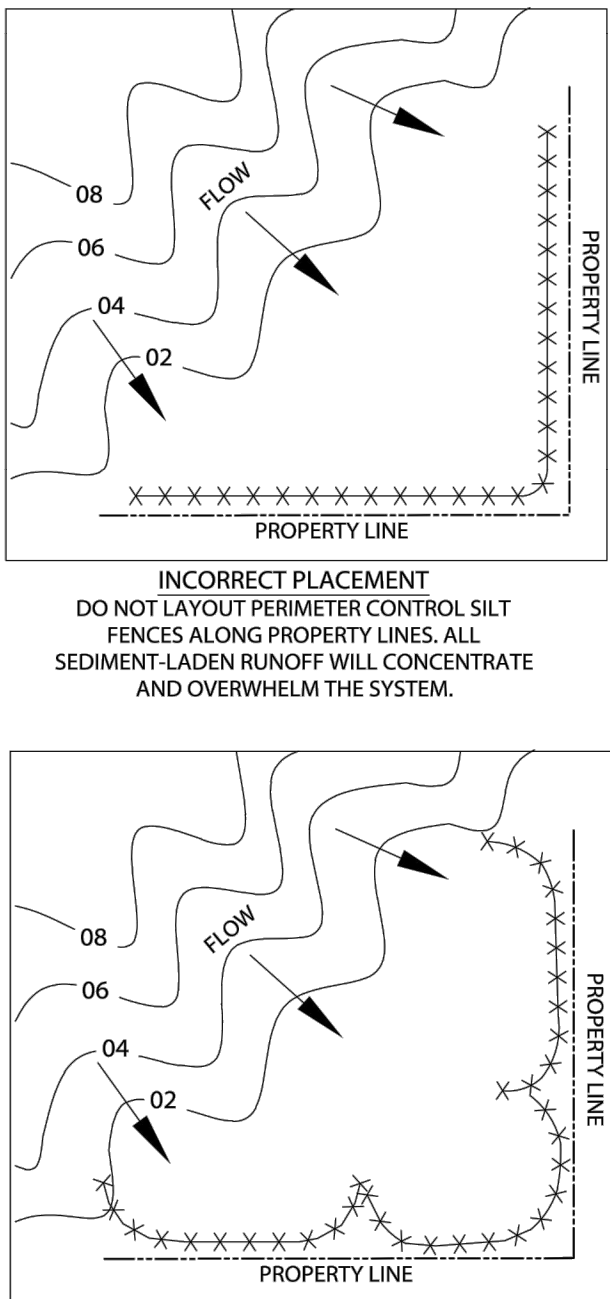 08
FLOW
06
04
02
PROPERTY LINE
PROPERTY LINE
INCORRECT PLACEMENT
DO NOT LAYOUT PERIMETER CONTROL SILT
FENCES ALONG PROPERTY LINES. ALL
SEDIMENT-LADEN RUNOFF WILL CONCENTRATE
AND OVERWHELM THE SYSTEM.
08
FLOW
06
04
02
PROPERTY LINE
PROPERTY LINE